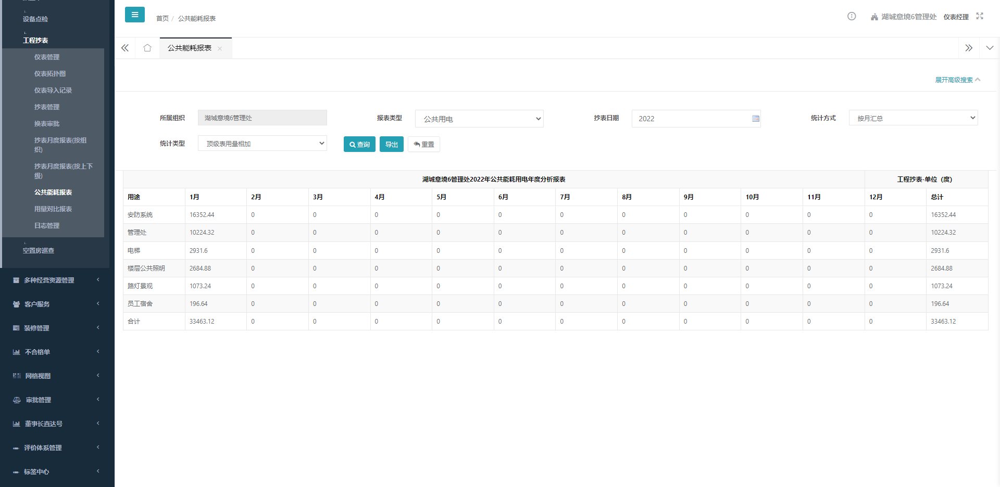 设备点检
工程抄表
仪表管理
仪表拓扑图
仪表导入记录
抄表管理
换表审批
抄表月度报表(按组
织)
抄表月度报表(按上下
级)
公共能耗报表
用量对比报表
日志管理
空置房巡查
多种经营资源管理
客户服务
装修管理
不合格单
网格视图
审批管理
董事长直达号
评价体系管理
标签中心
首页 / 公共能耗报表
湖城意境6管理处 仪表经理
公共能耗报表 ×
展开高级搜索
所属组织 湖城意境6管理处 报表类型 公共用电 抄表日期 2022 统计方式 按月汇总
统计类型 顶级表用量相加 查询 导出 重置
湖城意境6管理处2022年公共能耗用电年度分析报表 工程抄表-单位（度）
用途 1月 2月 3月 4月 5月 6月 7月 8月 9月 10月 11月 12月 总计
安防系统 16352.44 0 0 0 0 0 0 0 0 0 0 0 16352.44
管理处 10224.32 0 0 0 0 0 0 0 0 0 0 0 10224.32
电梯 2931.6 0 0 0 0 0 0 0 0 0 0 0 2931.6
楼层公共照明 2684.88 0 0 0 0 0 0 0 0 0 0 0 2684.88
路灯景观 1073.24 0 0 0 0 0 0 0 0 0 0 0 1073.24
员工宿舍 196.64 0 0 0 0 0 0 0 0 0 0 0 196.64
合计 33463.12 0 0 0 0 0 0 0 0 0 0 0 33463.12